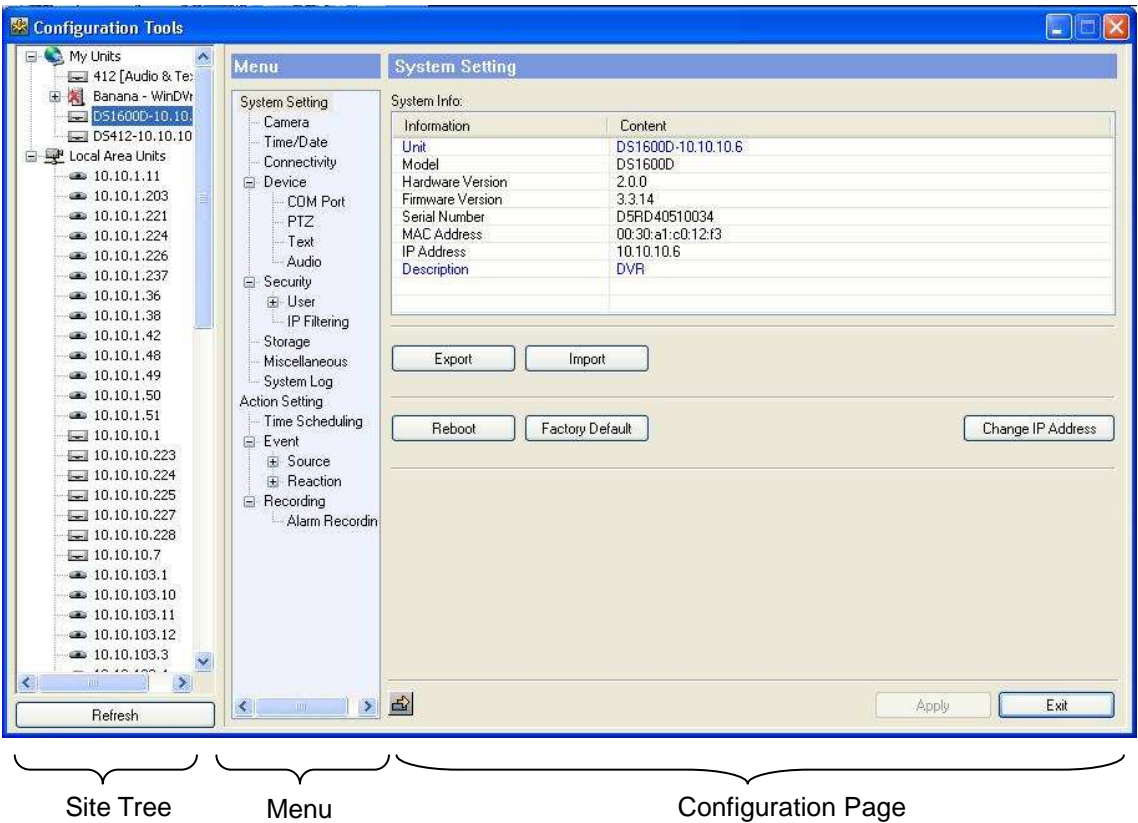 Configuration Tools
My Units
412 [Audio & Te
Banana - WinDV
DS1600D-10.10.
DS412-10.10.10
Local Area Units
10.10.1.11
10.10.1.203
10.10.1.221
10.10.1.224
10.10.1.226
10.10.1.237
10.10.1.36
10.10.1.38
10.10.1.42
10.10.1.48
10.10.1.49
10.10.1.50
10.10.1.51
10.10.10.1
10.10.10.223
10.10.10.224
10.10.10.225
10.10.10.227
10.10.10.228
10.10.10.7
10.10.103.1
10.10.103.10
10.10.103.11
10.10.103.12
10.10.103.3
Refresh
Menu
System Setting
Camera
Time/Date
Connectivity
Device
COM Port
PTZ
Text
Audio
Security
User
IP Filtering
Storage
Miscellaneous
System Log
Action Setting
Time Scheduling
Event
Source
Reaction
Recording
Alarm Recordin
System Setting
System Info:
Information Content
Unit DS1600D-10.10.10.6
Model DS1600D
Hardware Version 2.0.0
Firmware Version 3.3.14
Serial Number D5RD40510034
MAC Address 00:30:a1:c0:12:f3
IP Address 10.10.10.6
Description DVR
Export Import
Reboot Factory Default Change IP Address
Apply Exit
Site Tree Menu Configuration Page